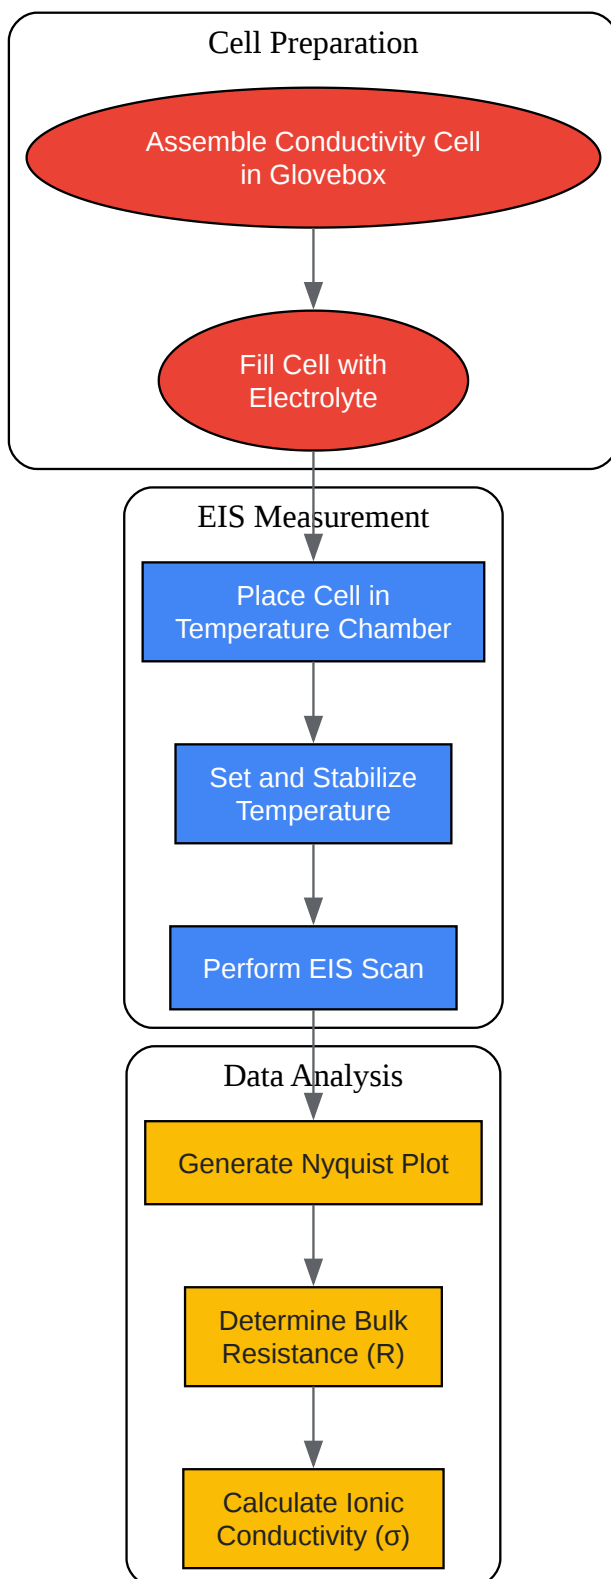 Cell Preparation
Assemble Conductivity Cell
in Glovebox
Fill Cell with
Electrolyte
EIS Measurement
Place Cell in
Temperature Chamber
Set and Stabilize
Temperature
Perform EIS Scan
Data Analysis
Generate Nyquist Plot
Determine Bulk
Resistance (R)
Calculate Ionic
Conductivity (σ)